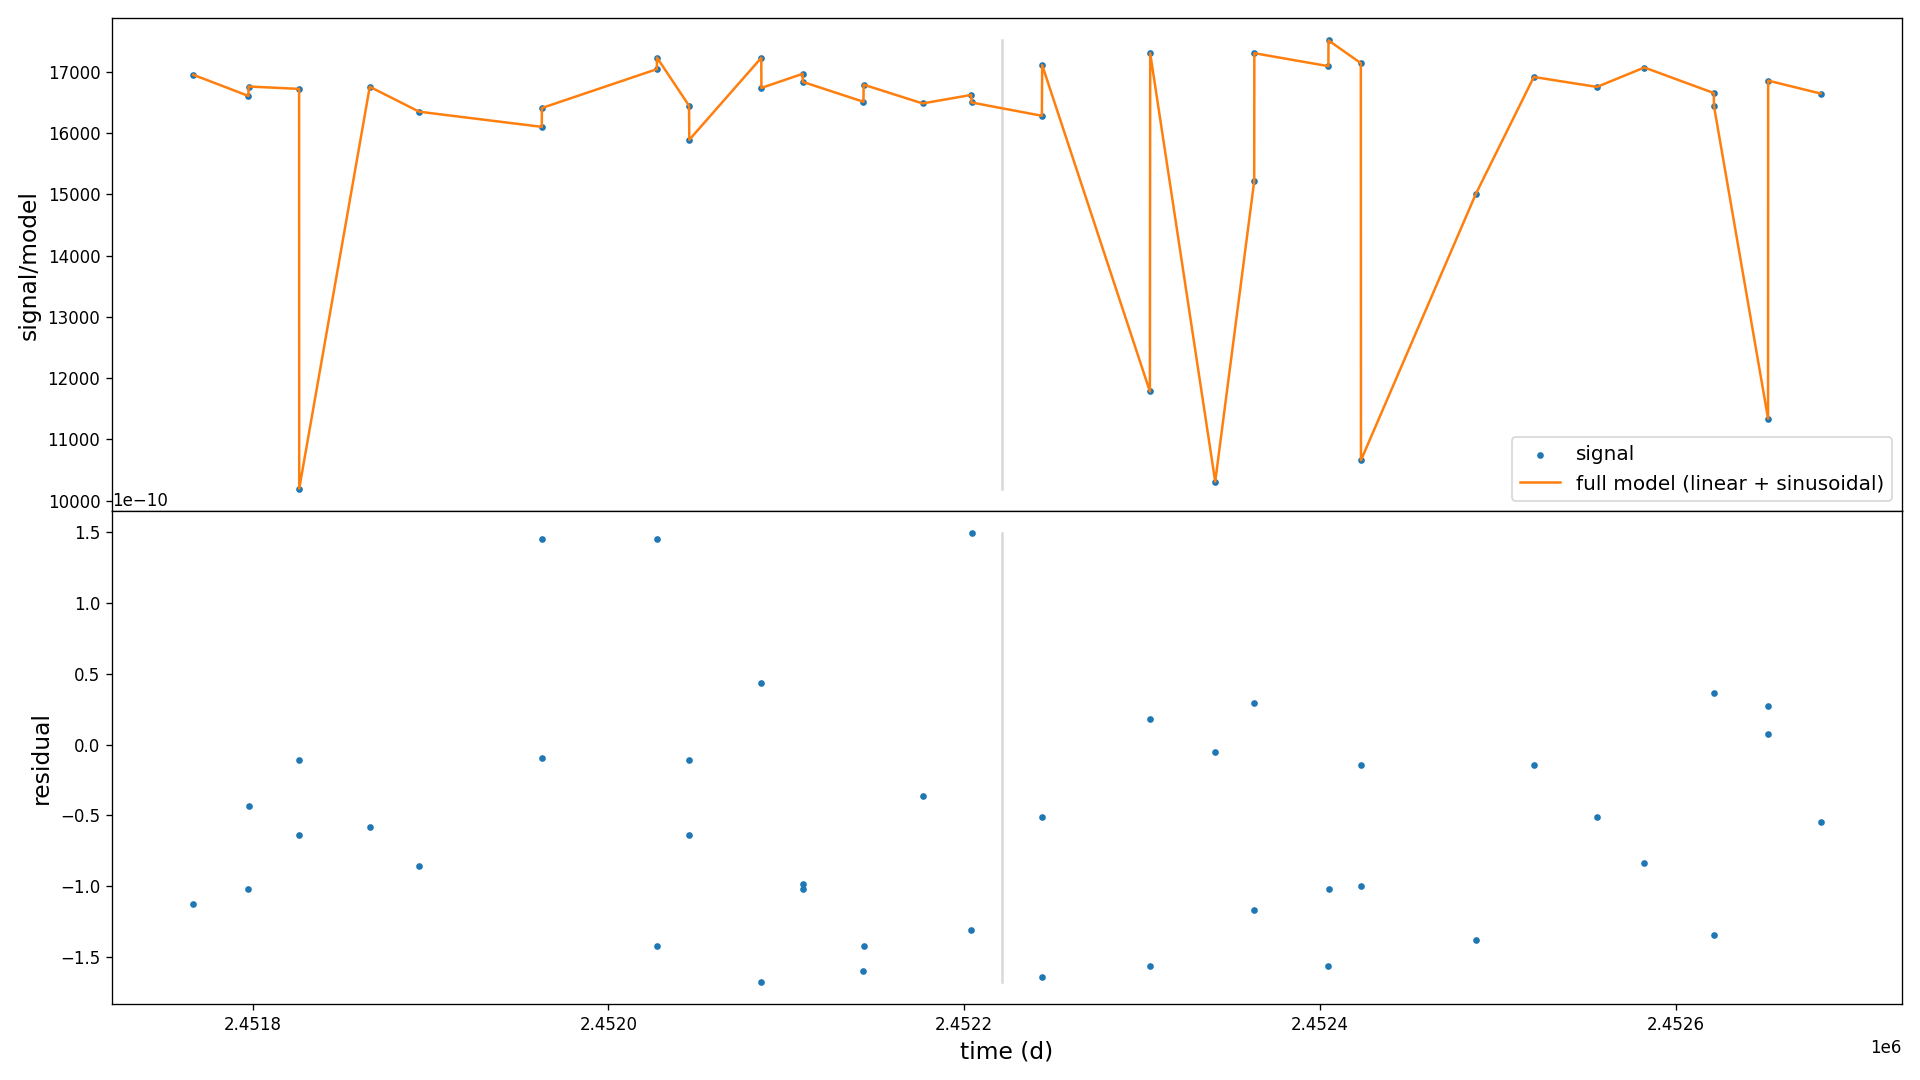 17000
16000
15000
14000
13000
12000
11000
10000
signal/model
signal
full model (linear + sinusoidal)
1e−10
1.5
1.0
0.5
0.0
−0.5
−1.0
−1.5
residual
2.4518
2.4520
2.4522
2.4524
2.4526
time (d)
1e6